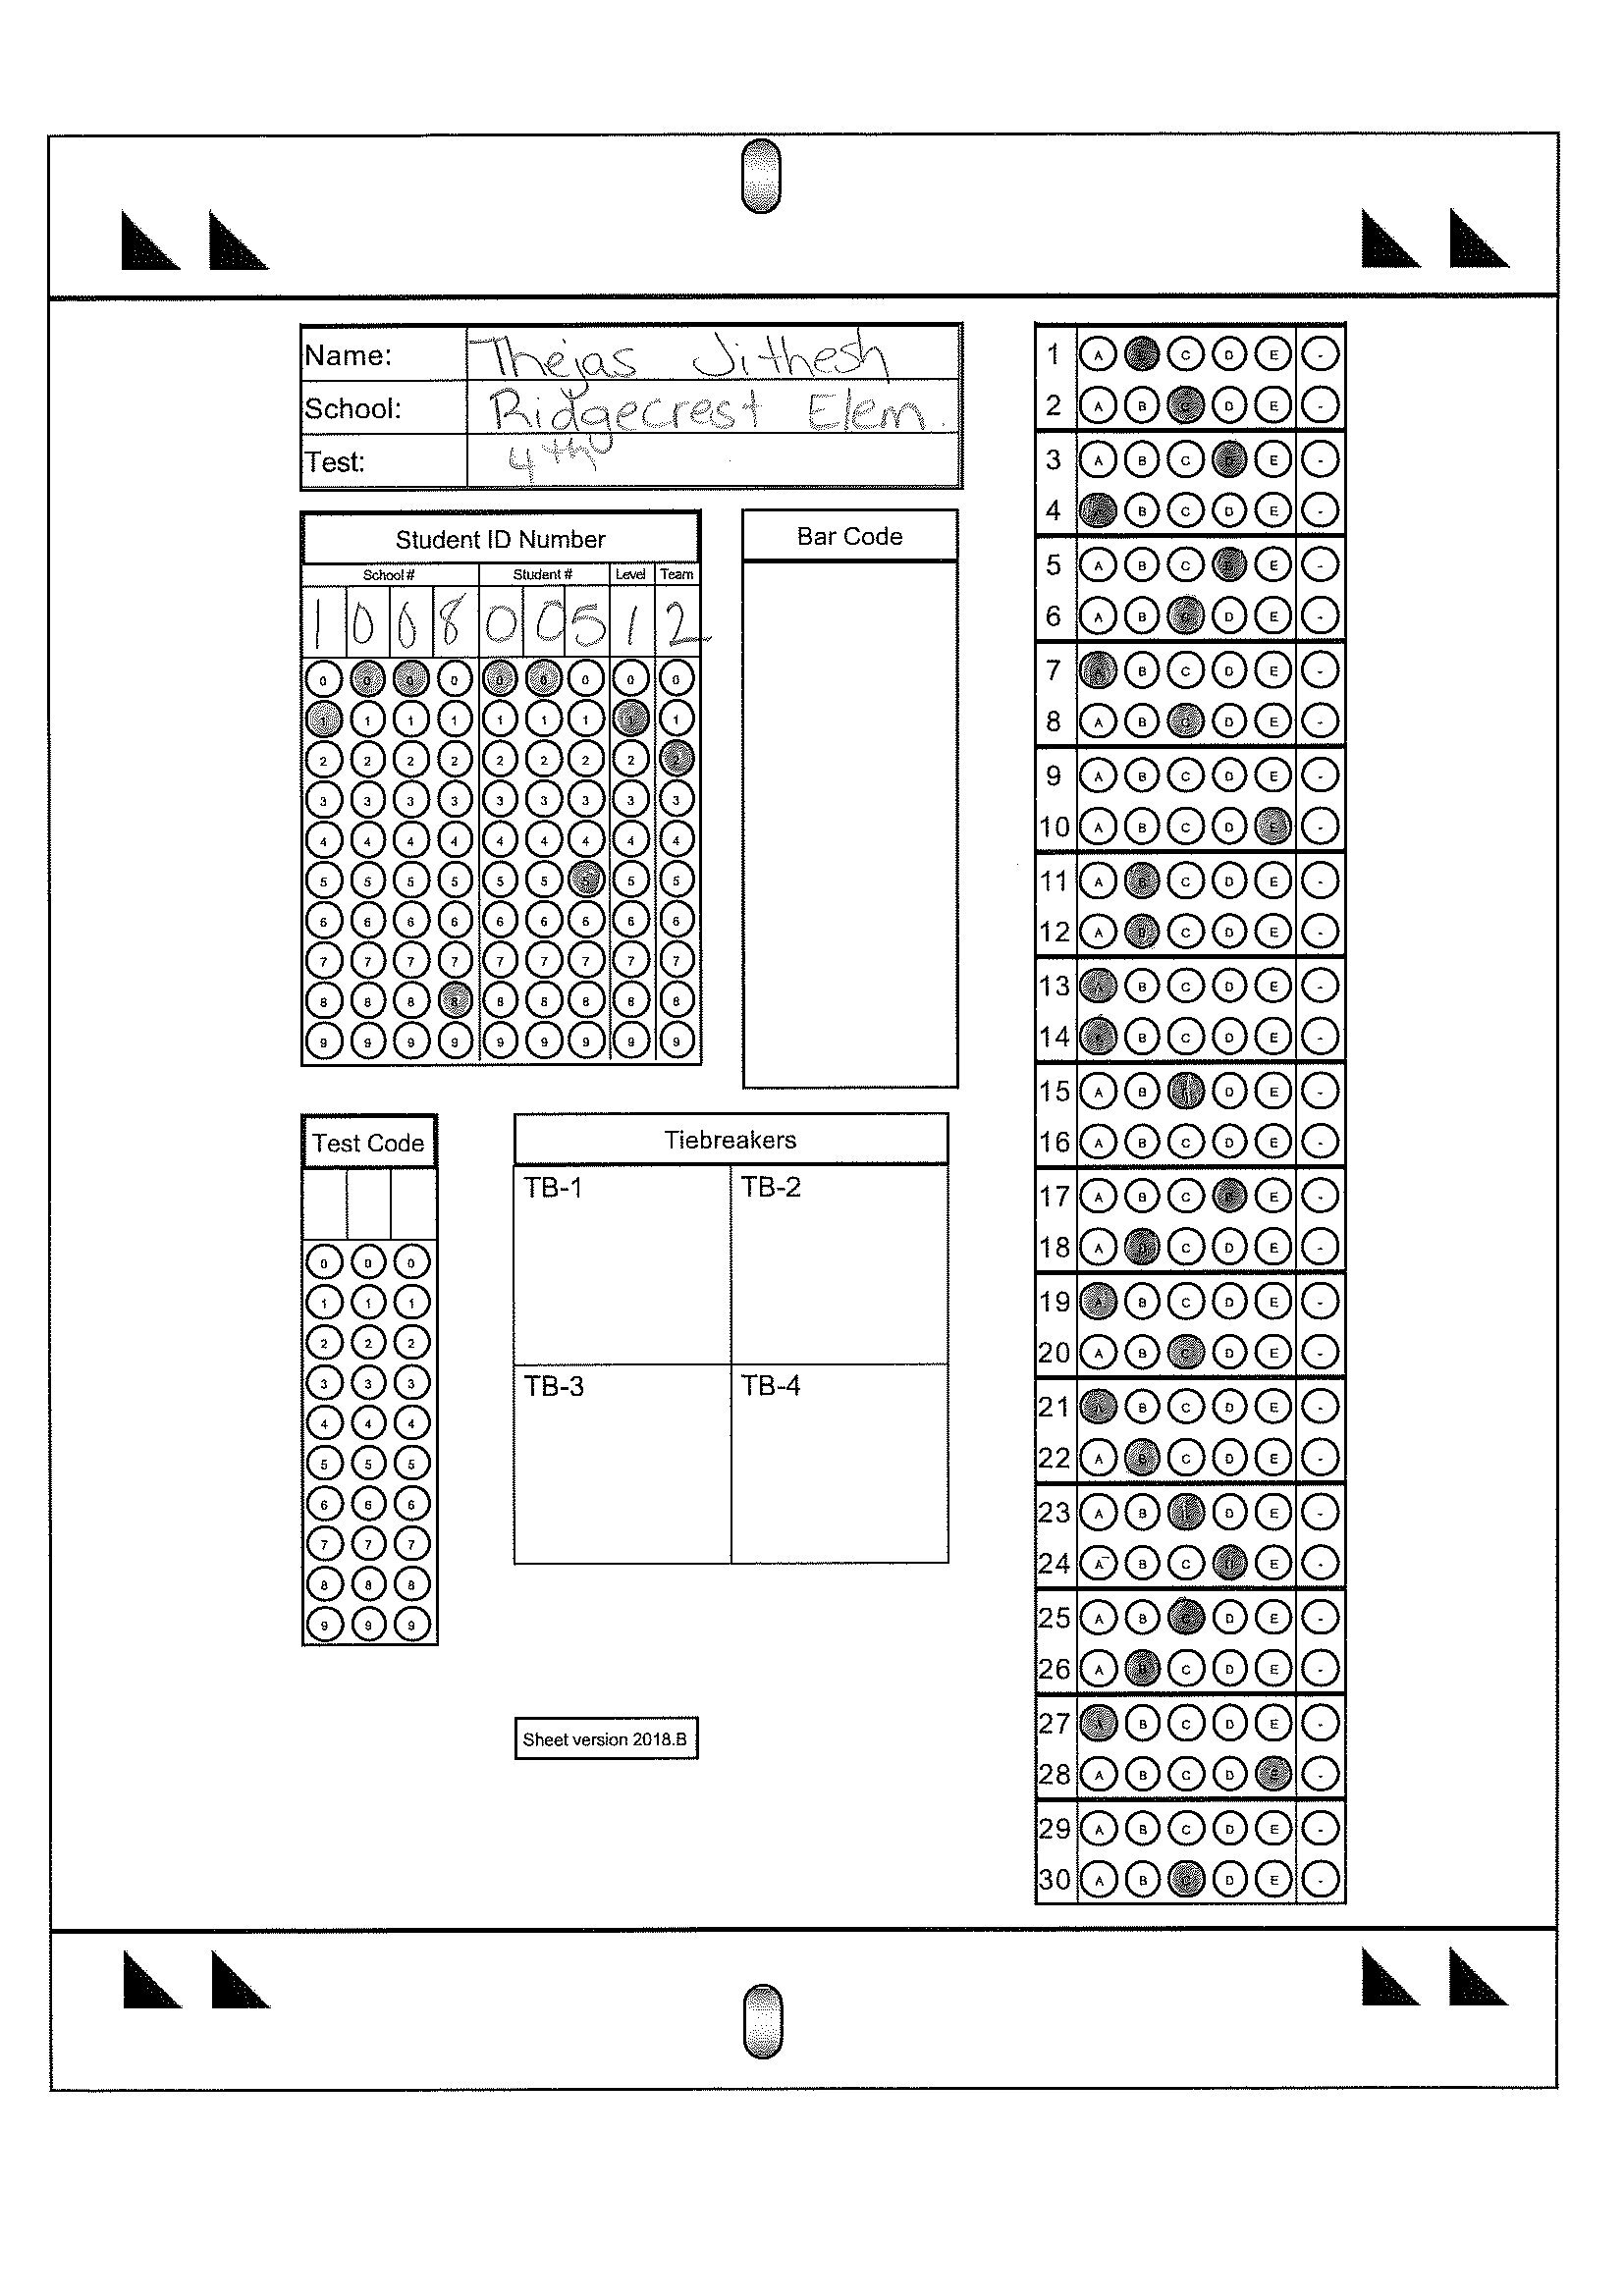 Name: Thejas Jithesh
School: Ridgecrest Elem.
Test: 4th
Student ID Number
School # Student # Level Team
1 0 0 8 0 0 5 1 2
0 0 0 0 0 0 0 0 0
1 1 1 1 1 1 1 1 1
2 2 2 2 2 2 2 2 2
3 3 3 3 3 3 3 3 3
4 4 4 4 4 4 4 4 4
5 5 5 5 5 5 5 5 5
6 6 6 6 6 6 6 6 6
7 7 7 7 7 7 7 7 7
8 8 8 8 8 8 8 8 8
9 9 9 9 9 9 9 9 9
Bar Code
Test Code
0 0 0
1 1 1
2 2 2
3 3 3
4 4 4
5 5 5
6 6 6
7 7 7
8 8 8
9 9 9
Tiebreakers
TB-1 TB-2
TB-3 TB-4
Sheet version 2018.B
1 A C D E -
2 A B C D E -
3 A B C D E -
4 A B C D E -
5 A B C D E -
6 A B C D E -
7 A B C D E -
8 A B C D E -
9 A B C D E -
10 A B C D E -
11 A B C D E -
12 A B C D E -
13 A B C D E -
14 B C D E -
15 A B D E -
16 A B C D E -
17 A B C D E -
18 A B C D E -
19 A B C D E -
20 A B C D E -
21 A B C D E -
22 A B C D E -
23 A B D E -
24 A B C D E -
25 A B C D E -
26 A B C D E -
27 A B C D E -
28 A B C D E -
29 A B C D E -
30 A B C D E -